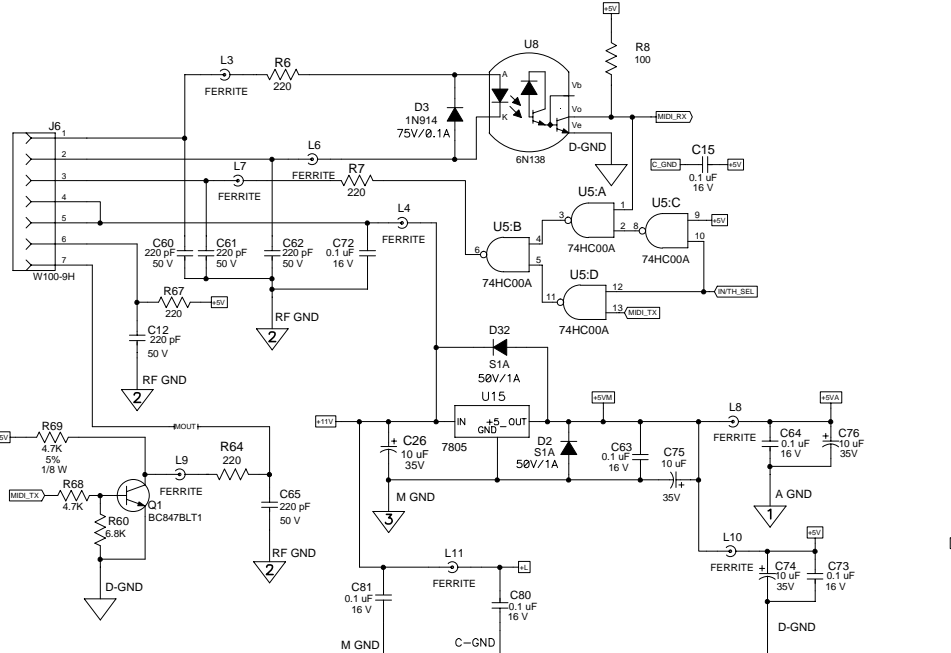 +5V
U8
R8
100
L3
R6
FERRITE
220
A
K
Vb
Vo
Ve
D3
1N914
75V/0.1A
6N138
MIDI_RX
D-GND
C_GND
C15
+5V
0.1 uF
16 V
J6
1
2
3
4
5
6
7
W100-9H
L6
FERRITE
L7
FERRITE
R7
220
L4
FERRITE
U5:A
1
2
3
74HC00A
U5:C
9
10
8
+5V
74HC00A
U5:B
4
5
6
74HC00A
U5:D
12
13
11
74HC00A
IN/TH_SEL
MIDI_TX
C60
220 pF
50 V
C61
220 pF
50 V
C62
220 pF
50 V
C72
0.1 uF
16 V
R67
220
+5V
RF GND
2
C12
220 pF
50 V
RF GND
2
D32
S1A
50V/1A
U15
IN
+5_OUT
GND
7805
+11V
+5VM
C26
10 uF
35V
M GND
3
D2
S1A
50V/1A
C63
0.1 uF
16 V
C75
10 uF
35V
L8
FERRITE
+5VA
C64
0.1 uF
16 V
C76
10 uF
35V
A GND
1
MOUT
5V
R69
4.7K
5%
1/8 W
L9
FERRITE
R64
220
MIDI_TX
R68
4.7K
Q1
BC847BLT1
R60
6.8K
D-GND
C65
220 pF
50 V
RF GND
2
L10
FERRITE
+5V
C74
10 uF
35V
C73
0.1 uF
16 V
D-GND
L11
FERRITE
+L
C81
0.1 uF
16 V
M GND
C80
0.1 uF
16 V
C-GND